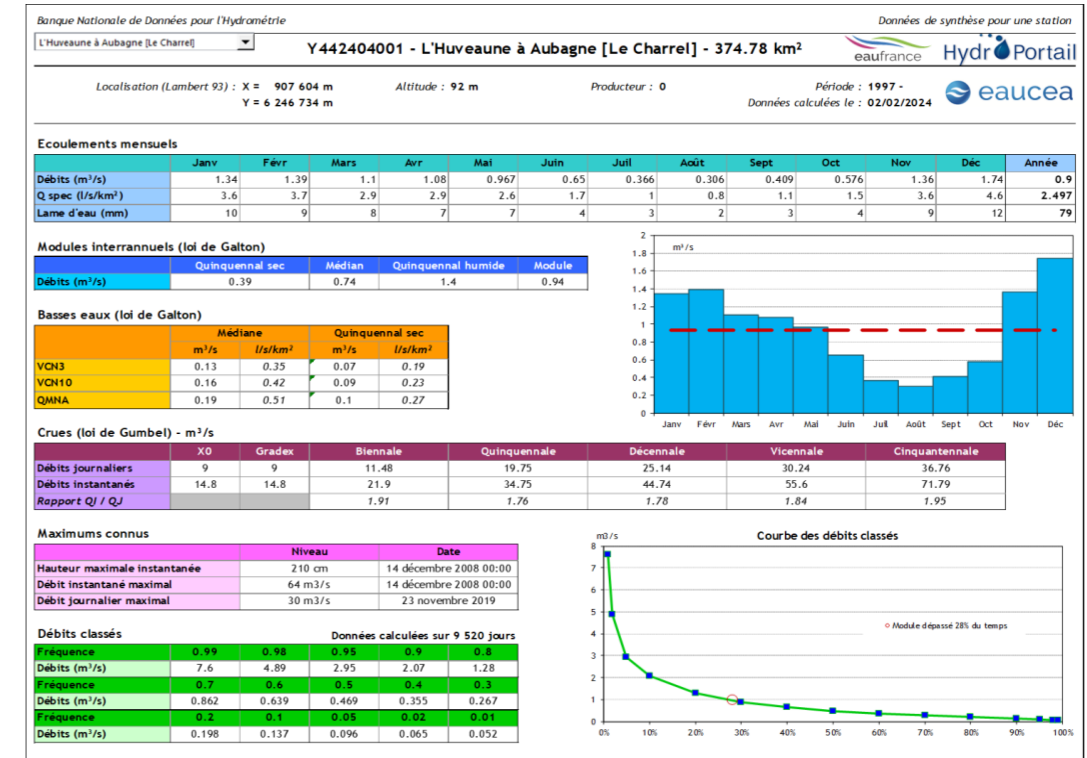 Banque Nationale de Données pour l'Hydrométrie Données de synthèse pour une station
L'Huveaune à Aubagne [Le Charrel]
Y442404001 - L'Huveaune à Aubagne [Le Charrel] - 374.78 km²
eaufrance HydroPortail
Localisation (Lambert 93) : X = 907 604 m Altitude : 92 m Producteur : 0 Période : 1997 -
Y = 6 246 734 m Données calculées le : 02/02/2024
eaucea
Ecoulements mensuels
Janv Févr Mars Avr Mai Juin Juil Août Sept Oct Nov Déc Année
Débits (m³/s) 1.34 1.39 1.1 1.08 0.967 0.65 0.366 0.306 0.409 0.576 1.36 1.74 0.9
Q spec (l/s/km²) 3.6 3.7 2.9 2.9 2.6 1.7 1 0.8 1.1 1.5 3.6 4.6 2.497
Lame d'eau (mm) 10 9 8 7 7 4 3 2 3 4 9 12 79
Modules interrannuels (loi de Galton)
Quinquennal sec Médian Quinquennal humide Module
Débits (m³/s) 0.39 0.74 1.4 0.94
Basses eaux (loi de Galton)
Médiane Quinquennal sec
m³/s l/s/km² m³/s l/s/km²
VCN3 0.13 0.35 0.07 0.19
VCN10 0.16 0.42 0.09 0.23
QMNA 0.19 0.51 0.1 0.27
m³/s
2
1.8
1.6
1.4
1.2
1
0.8
0.6
0.4
0.2
0
Janv Févr Mars Avr Mai Juin Juil Août Sept Oct Nov Déc
Crues (loi de Gumbel) - m³/s
X0 Gradex Biennale Quinquennale Décennale Vicennale Cinquantennale
Débits journaliers 9 9 11.48 19.75 25.14 30.24 36.76
Débits instantanés 14.8 14.8 21.9 34.75 44.74 55.6 71.79
Rapport QI / QJ 1.91 1.76 1.78 1.84 1.95
Maximums connus
Niveau Date
Hauteur maximale instantanée 210 cm 14 décembre 2008 00:00
Débit instantané maximal 64 m3/s 14 décembre 2008 00:00
Débit journalier maximal 30 m3/s 23 novembre 2019
Débits classés Données calculées sur 9 520 jours
Fréquence 0.99 0.98 0.95 0.9 0.8
Débits (m³/s) 7.6 4.89 2.95 2.07 1.28
Fréquence 0.7 0.6 0.5 0.4 0.3
Débits (m³/s) 0.862 0.639 0.469 0.355 0.267
Fréquence 0.2 0.1 0.05 0.02 0.01
Débits (m³/s) 0.198 0.137 0.096 0.065 0.052
m3/s Courbe des débits classés
8
7
6
5
4
3
2
1
0
Module dépassé 28% du temps
0% 10% 20% 30% 40% 50% 60% 70% 80% 90% 100%